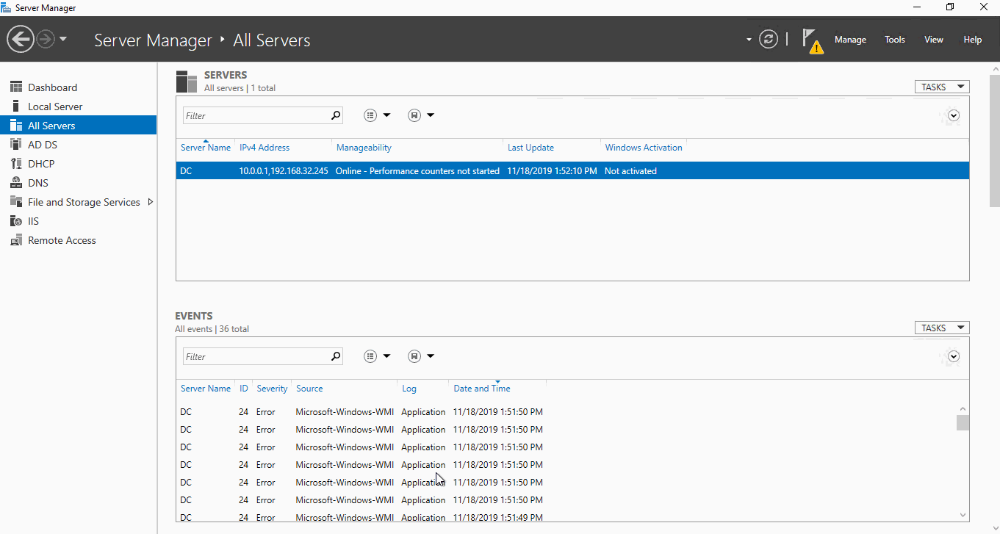 Server Manager
Server Manager ‣ All Servers
Manage Tools View Help
Dashboard
Local Server
All Servers
AD DS
DHCP
DNS
File and Storage Services
IIS
Remote Access
SERVERS
All servers | 1 total
TASKS
Filter
Server Name IPv4 Address Manageability Last Update Windows Activation
DC 10.0.0.1,192.168.32.245 Online - Performance counters not started 11/18/2019 1:52:10 PM Not activated
EVENTS
All events | 36 total
TASKS
Filter
Server Name ID Severity Source Log Date and Time
DC 24 Error Microsoft-Windows-WMI Application 11/18/2019 1:51:50 PM
DC 24 Error Microsoft-Windows-WMI Application 11/18/2019 1:51:50 PM
DC 24 Error Microsoft-Windows-WMI Application 11/18/2019 1:51:50 PM
DC 24 Error Microsoft-Windows-WMI Application 11/18/2019 1:51:50 PM
DC 24 Error Microsoft-Windows-WMI Application 11/18/2019 1:51:50 PM
DC 24 Error Microsoft-Windows-WMI Application 11/18/2019 1:51:50 PM
DC 24 Error Microsoft-Windows-WMI Application 11/18/2019 1:51:49 PM